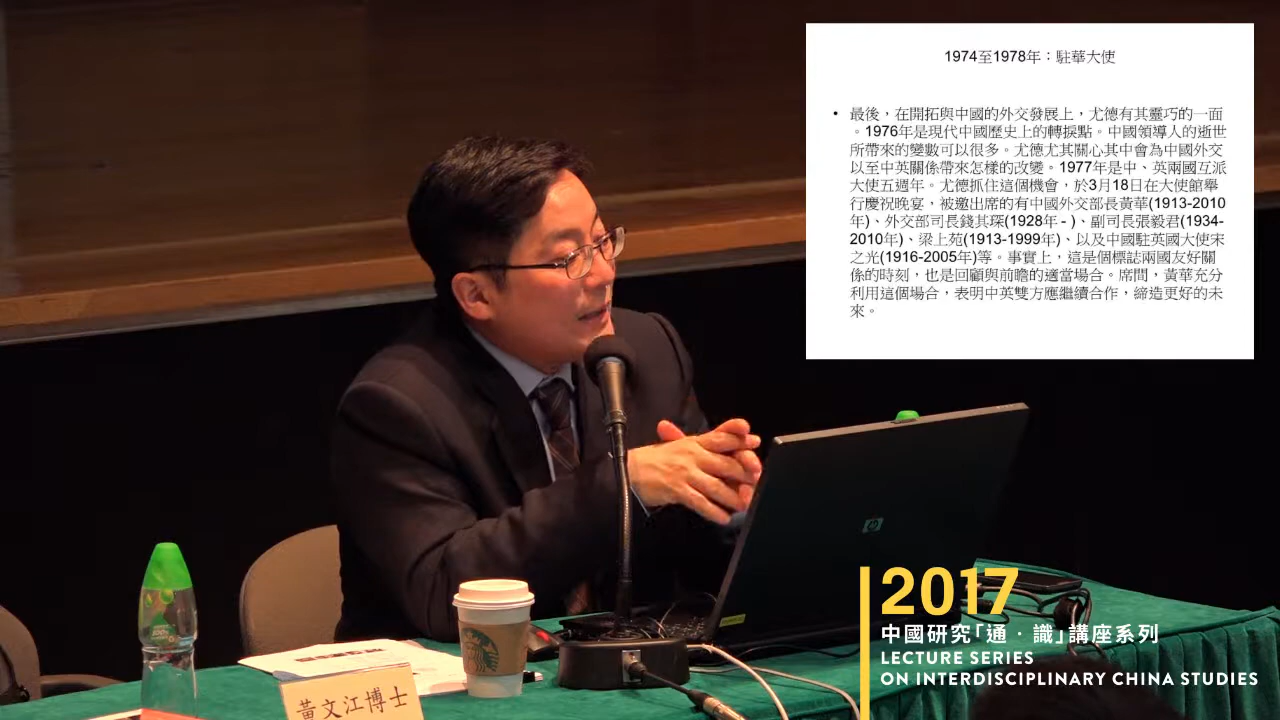 1974至1978年：駐華大使
• 最後，在開拓與中國的外交發展上，尤德有其靈巧的一面
。1976年是現代中國歷史上的轉捩點。中國領導人的逝世
所帶來的變數可以很多。尤德尤其關心其中會為中國外交
以至中英關係帶來怎樣的改變。1977年是中、英兩國互派
大使五週年。尤德抓住這個機會，於3月18日在大使館舉
行慶祝晚宴，被邀出席的有中國外交部長黃華(1913-2010
年)、外交部司長錢其琛(1928年 - )、副司長張毅君(1934-
2010年)、梁上苑(1913-1999年)、以及中國駐英國大使宋
之光(1916-2005年)等。事實上，這是個標誌兩國友好關
係的時刻，也是回顧與前瞻的適當場合。席間，黃華充分
利用這個場合，表明中英雙方應繼續合作，締造更好的未
來。
hp
黃文江博士
2017
中國研究「通．識」講座系列
LECTURE SERIES
ON INTERDISCIPLINARY CHINA STUDIES